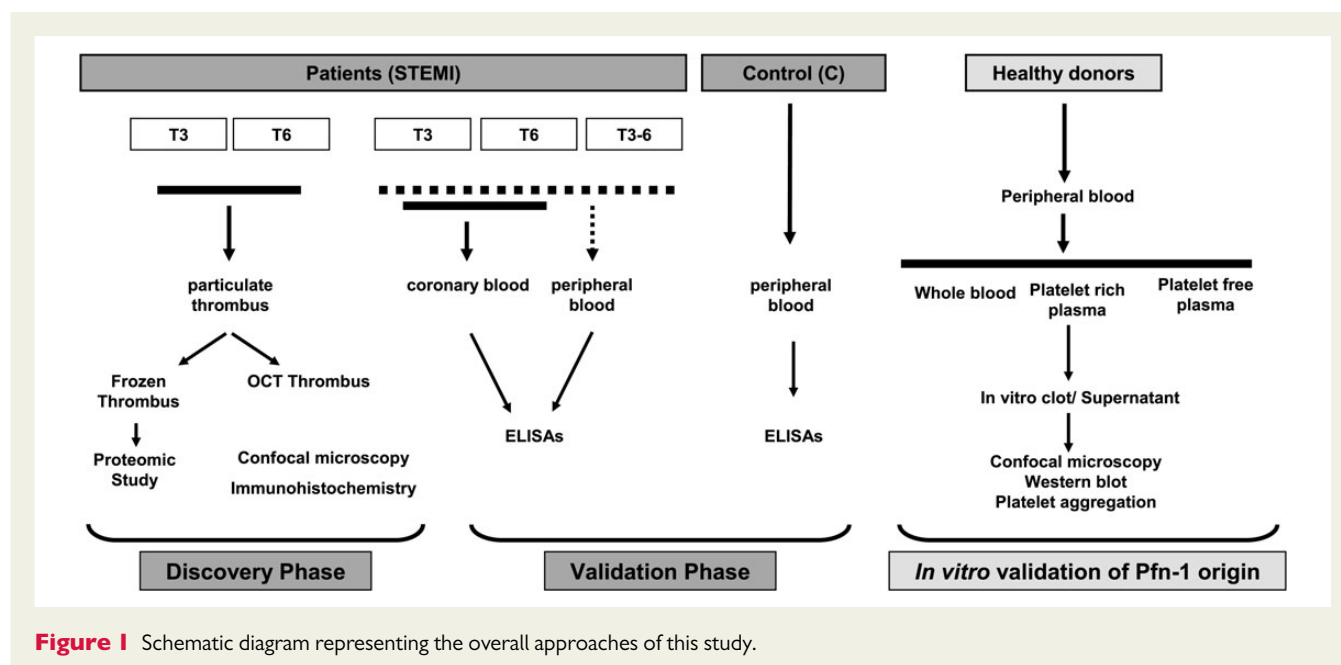 Patients (STEMI)
Control (C)
Healthy donors
T3
T6
T3
T6
T3-6
Peripheral blood
particulate
thrombus
coronary blood
peripheral
blood
peripheral
blood
Whole blood
Platelet rich
plasma
Platelet free
plasma
Frozen
Thrombus
OCT Thrombus
In vitro clot/ Supernatant
ELISAs
ELISAs
Proteomic
Study
Confocal microscopy
Immunohistochemistry
Confocal microscopy
Western blot
Platelet aggregation
Discovery Phase
Validation Phase
In vitro validation of Pfn-1 origin
Figure 1 Schematic diagram representing the overall approaches of this study.